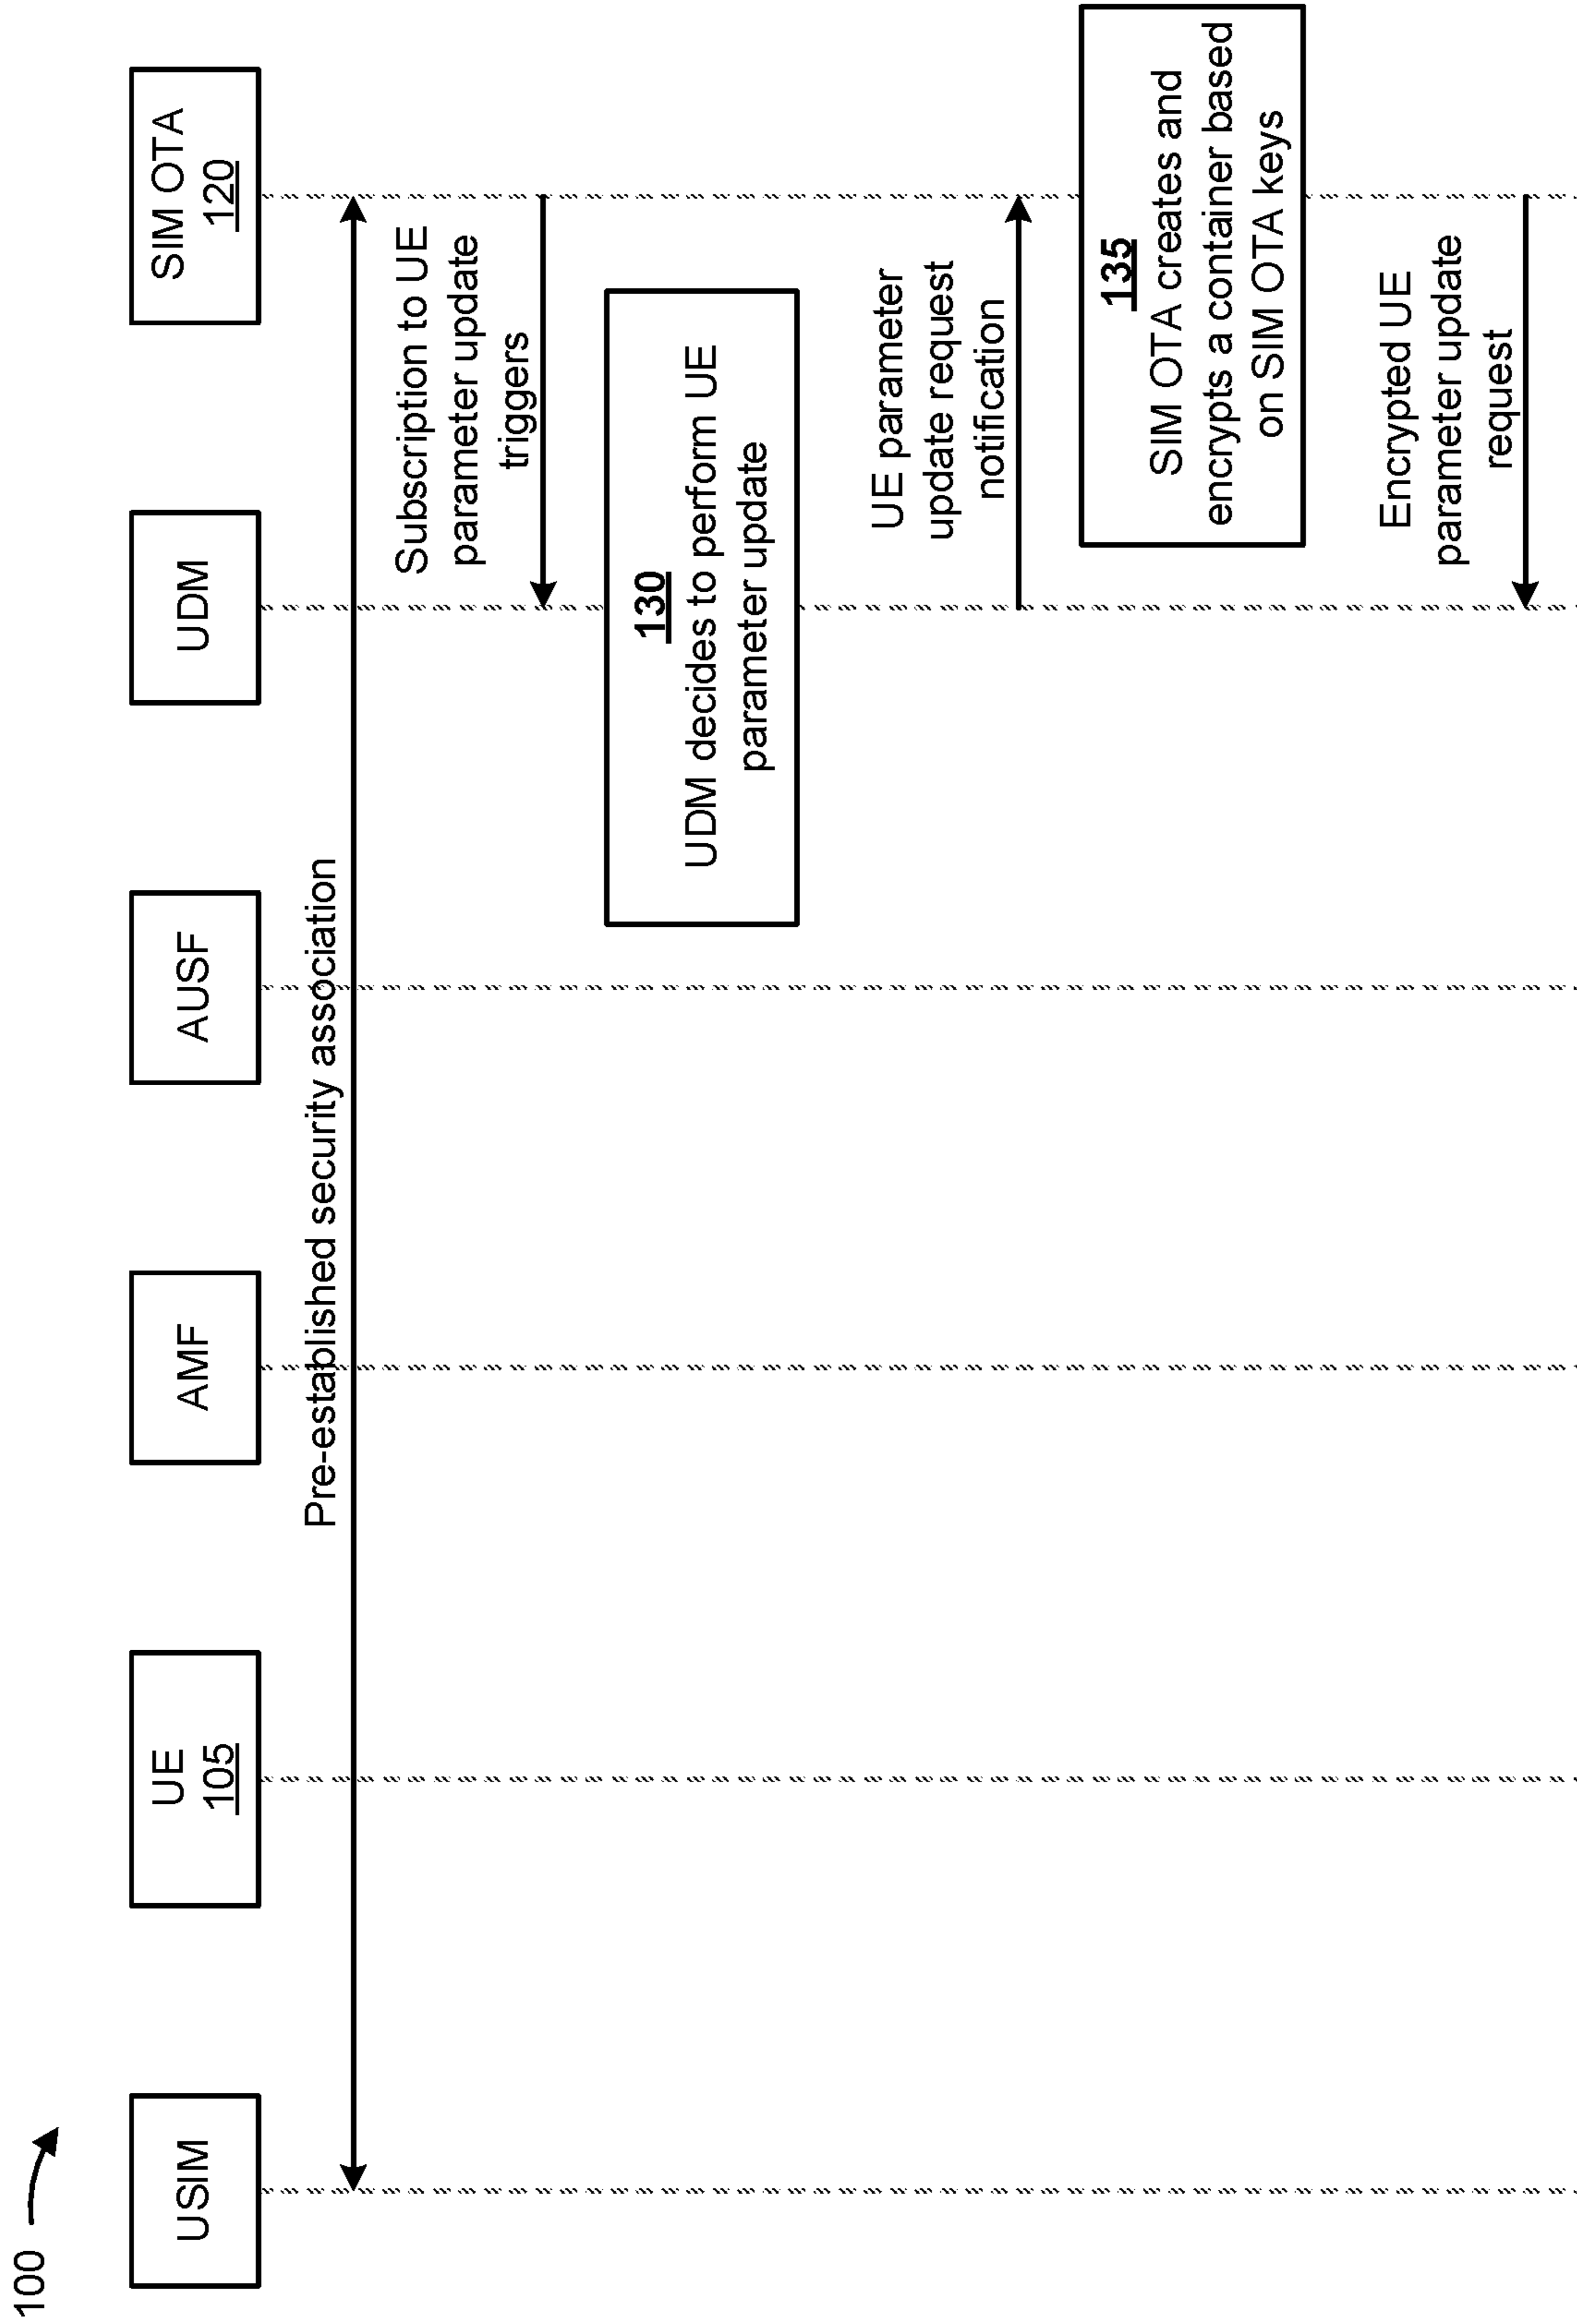 100
USIM
UE
105
AMF
AUSF
UDM
SIM OTA
120
Pre-established security association
Subscription to UE
parameter update
triggers
130
UDM decides to perform UE
parameter update
UE parameter
update request
notification
135
SIM OTA creates and
encrypts a container based
on SIM OTA keys
Encrypted UE
parameter update
request